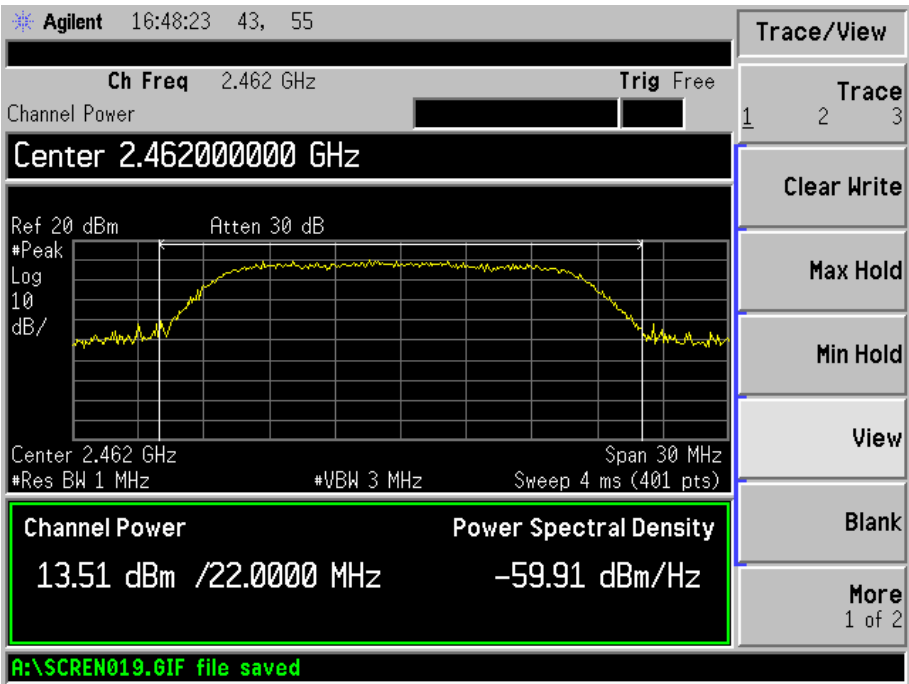 Agilent 16:48:23 43, 55
Trace/View
Ch Freq 2.462 GHz Trig Free
Channel Power
Trace
1 2 3
Center 2.462000000 GHz
Clear Write
Ref 20 dBm Atten 30 dB
#Peak
Log
10
dB/
Max Hold
Min Hold
View
Center 2.462 GHz Span 30 MHz
#Res BW 1 MHz #VBW 3 MHz Sweep 4 ms (401 pts)
Channel Power Power Spectral Density
13.51 dBm /22.0000 MHz -59.91 dBm/Hz
Blank
More
1 of 2
A:\SCREN019.GIF file saved